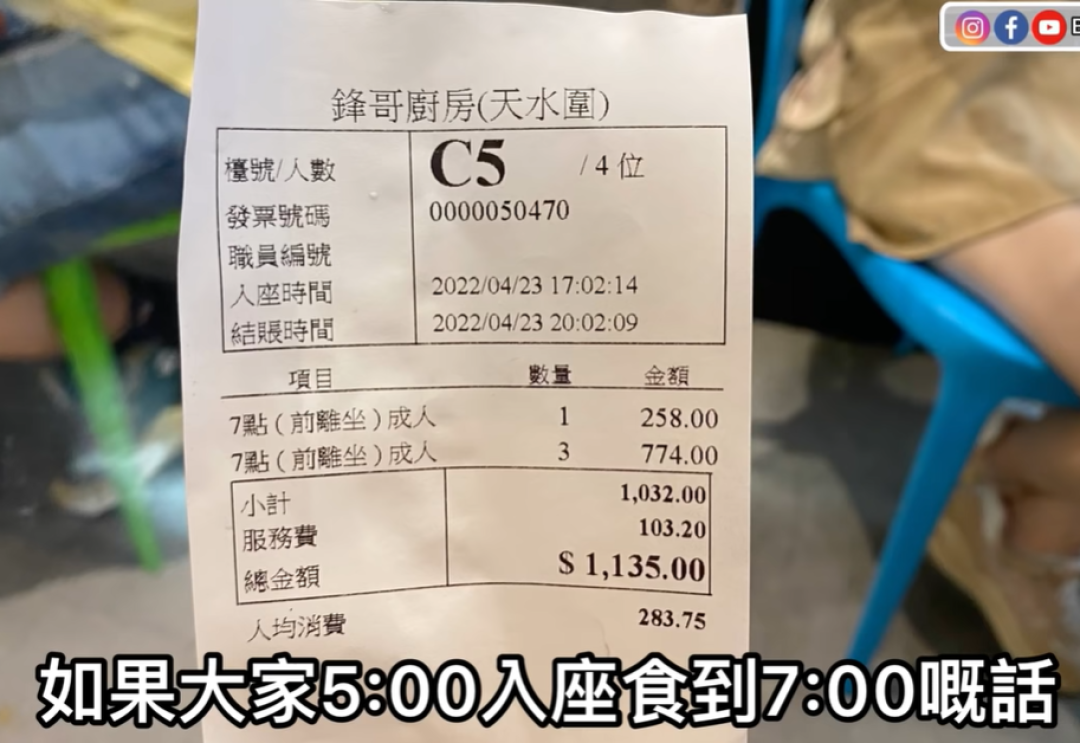 鋒哥廚房(天水圍)
檯號/人數 C5 / 4 位
發票號碼 0000050470
職員編號
入座時間 2022/04/23 17:02:14
結賬時間 2022/04/23 20:02:09
項目 數量 金額
7點(前離坐)成人 1 258.00
7點(前離坐)成人 3 774.00
小計 1,032.00
服務費 103.20
總金額 $ 1,135.00
人均消費 283.75
如果大家5:00入座食到7:00嘅話